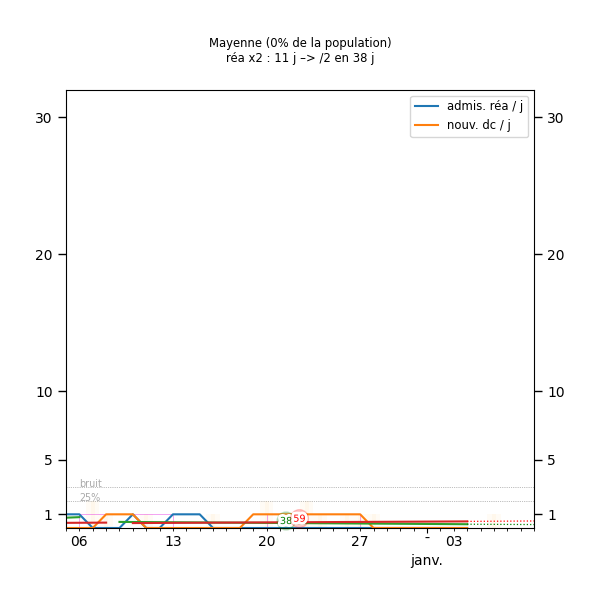 Mayenne (0% de la population)
réa x2 : 11 j –> /2 en 38 j
admis. réa / j
nouv. dc / j
30 30
20 20
10 10
5 5
bruit
25%
1 38 59 1
06 13 20 27 - 03
janv.